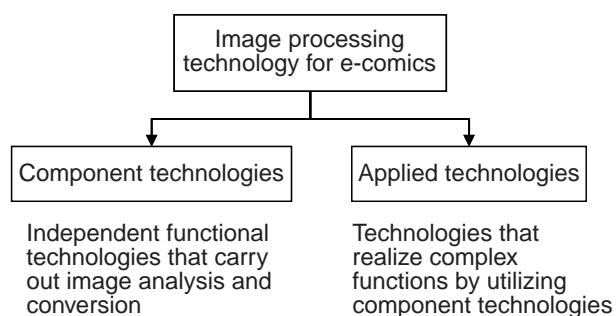 Image processing
technology for e-comics
Component technologies
Applied technologies
Independent functional
technologies that carry
out image analysis and
conversion
Technologies that
realize complex
functions by utilizing
component technologies